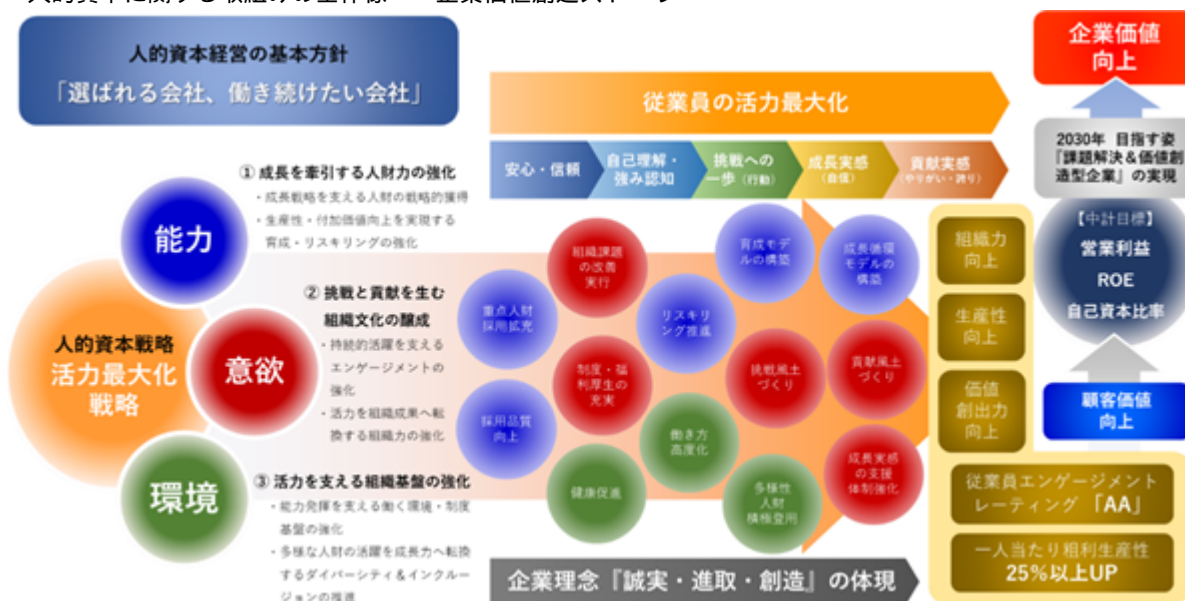 人的資本経営の基本方針
「選ばれる会社、働き続けたい会社」
従業員の活力最大化
安心・信頼
自己理解・
強み認知
挑戦への
一歩（行動）
成長実感
（自信）
貢献実感
（やりがい・誇り）
企業価値
向上
2030年 目指す姿
『課題解決＆価値創
造型企業』の実現
【中計目標】
営業利益
ROE
自己資本比率
顧客価値
向上
人的資本戦略
活力最大化
戦略
能力
意欲
環境
① 成長を牽引する人財力の強化
・成長戦略を支える人財の戦略的獲得
・生産性・付加価値向上を実現する
育成・リスキリングの強化
② 挑戦と貢献を生む
組織文化の醸成
・持続的活躍を支える
エンゲージメントの
強化
・活力を組織成果へ転
換する組織力の強化
③ 活力を支える組織基盤の強化
・能力発揮を支える働く環境・制度
基盤の強化
・多様な人財の活躍を成長力へ転換
するダイバーシティ＆インクルー
ジョンの推進
重点人財
採用拡充
採用品質
向上
組織課題
の改善
実行
制度・福
利厚生の
充実
健康促進
リスキリ
ング推進
働き方
高度化
育成モデ
ルの構築
挑戦風土
づくり
多様性
人財
積極登用
成長循環
モデルの
構築
貢献風土
づくり
成長実感
の支援
体制強化
組織力
向上
生産性
向上
価値
創出力
向上
従業員エンゲージメント
レーティング「AA」
一人当たり粗利生産性
25%以上UP
企業理念『誠実・進取・創造』の体現